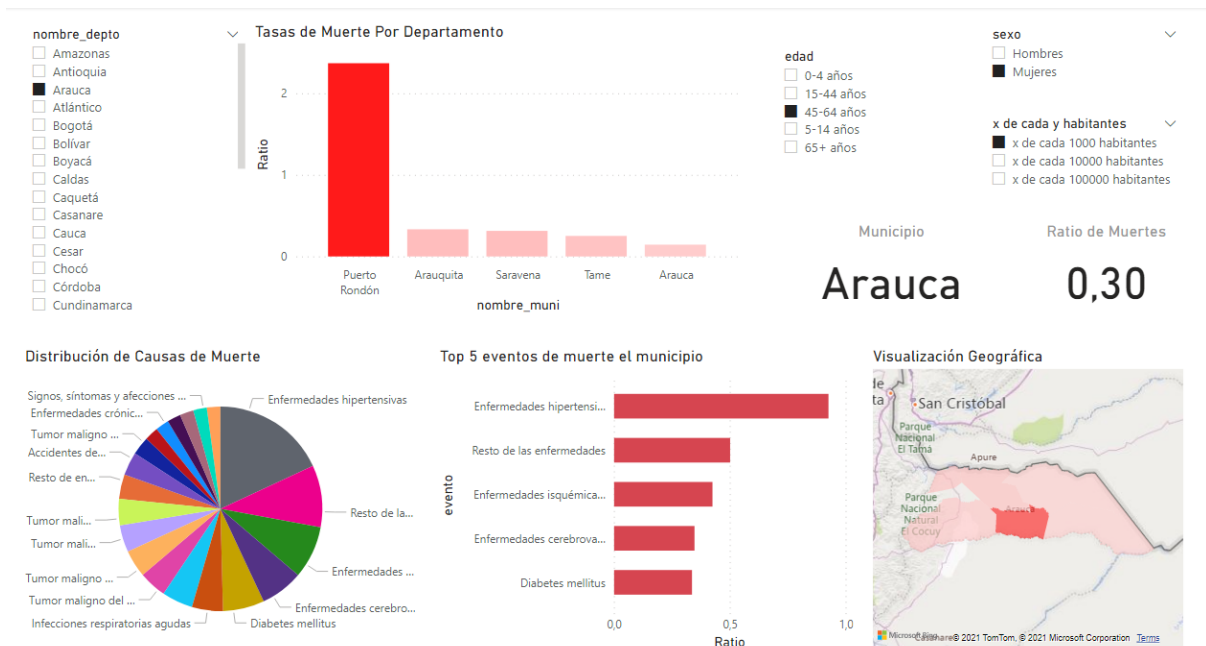 nombre_depto
Amazonas
Antioquia
Arauca
Atlántico
Bogotá
Bolívar
Boyacá
Caldas
Caquetá
Casanare
Cauca
Cesar
Chocó
Córdoba
Cundinamarca
Tasas de Muerte Por Departamento
Ratio
2
1
0
Puerto
Rondón
Arauquita
Saravena
Tame
Arauca
nombre_muni
edad
0-4 años
15-44 años
45-64 años
5-14 años
65+ años
sexo
Hombres
Mujeres
x de cada y habitantes
x de cada 1000 habitantes
x de cada 10000 habitantes
x de cada 100000 habitantes
Municipio
Arauca
Ratio de Muertes
0,30
Distribución de Causas de Muerte
Signos, síntomas y afecciones ...
Enfermedades crónic...
Tumor maligno ...
Accidentes de...
Resto de en...
Tumor mali...
Tumor mali...
Tumor maligno ...
Tumor maligno del ...
Infecciones respiratorias agudas
Enfermedades hipertensivas
Resto de la...
Enfermedades ...
Enfermedades cerebro...
Diabetes mellitus
Top 5 eventos de muerte el municipio
evento
Enfermedades hipertensi...
Resto de las enfermedades
Enfermedades isquémica...
Enfermedades cerebrova...
Diabetes mellitus
0,0
0,5
1,0
Ratio
Visualización Geográfica
San Cristóbal
Parque
Nacional
El Tama
Apure
Arauca
Parque
Nacional
Natural
El Cocuy
Microsoft Bing
Casanare
© 2021 TomTom, © 2021 Microsoft Corporation
Terms